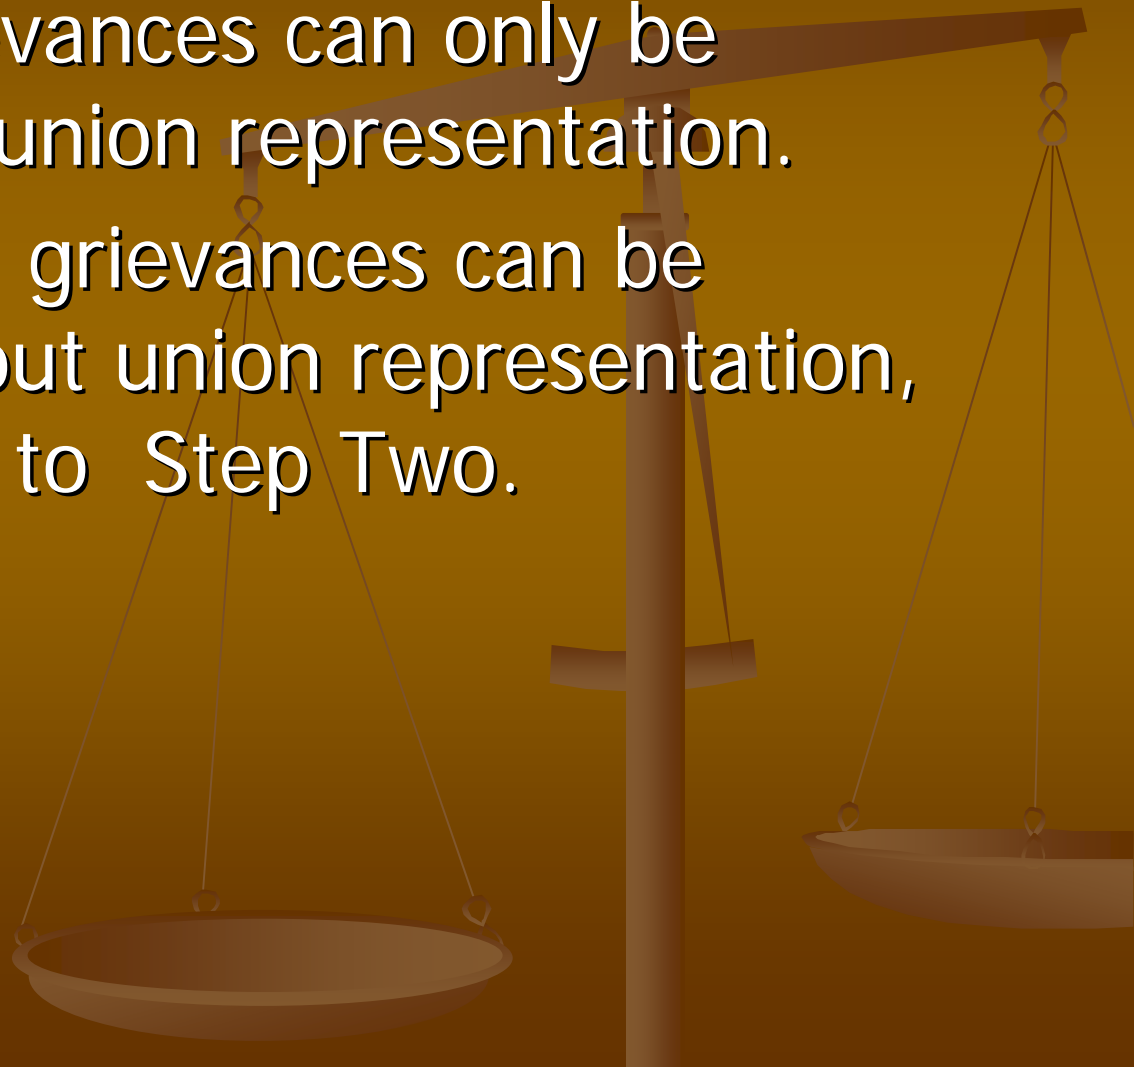 vances can only be
union representation.
grievances can be
out union representation,
to Step Two.